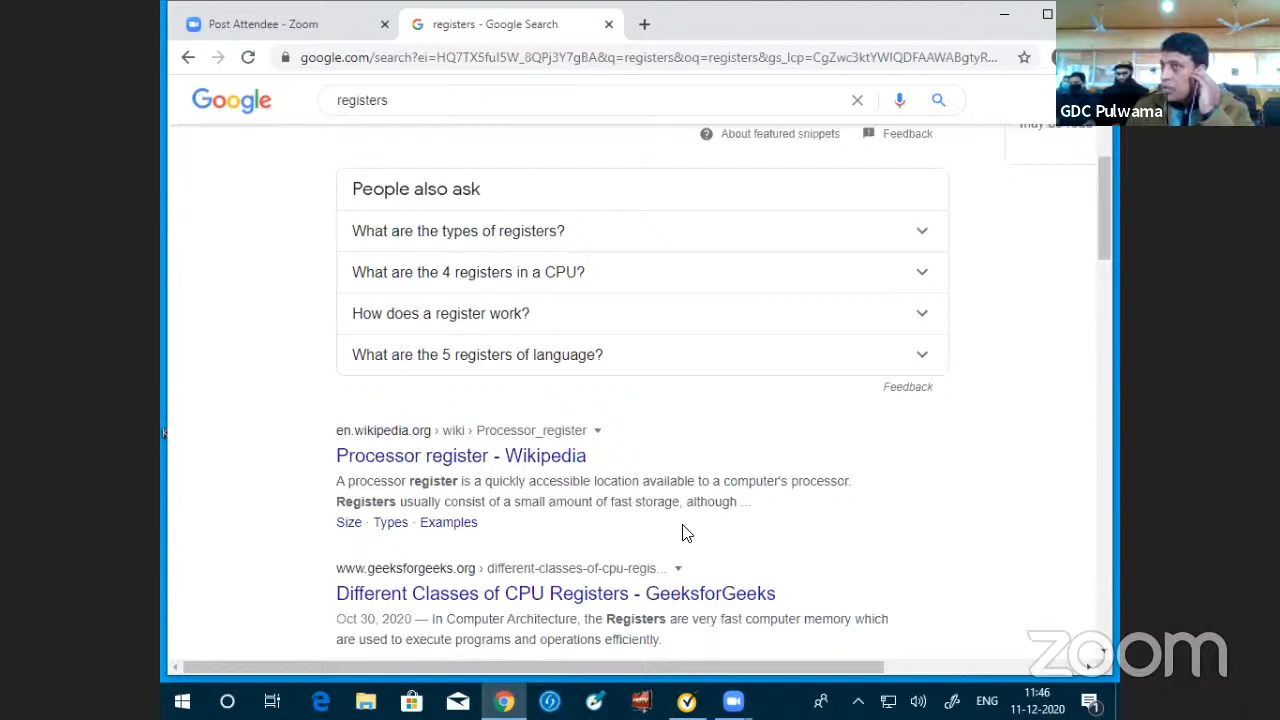 Post Attendee - Zoom
registers - Google Search
google.com/search?ei=HQ7TX5fuI5W_8QPj3Y7gBA&q=registers&oq=registers&gs_lcp=CgZwc3ktYWIQDFAAWABgtyR...
GDC Pulwama
Google
registers
may be read
About featured snippets
Feedback
People also ask
What are the types of registers?
What are the 4 registers in a CPU?
How does a register work?
What are the 5 registers of language?
Feedback
en.wikipedia.org › wiki › Processor_register
Processor register - Wikipedia
A processor register is a quickly accessible location available to a computer's processor.
Registers usually consist of a small amount of fast storage, although ...
Size · Types · Examples
www.geeksforgeeks.org › different-classes-of-cpu-regis...
Different Classes of CPU Registers - GeeksforGeeks
Oct 30, 2020 — In Computer Architecture, the Registers are very fast computer memory which
are used to execute programs and operations efficiently.
zoom
ENG
11:46
11-12-2020
1